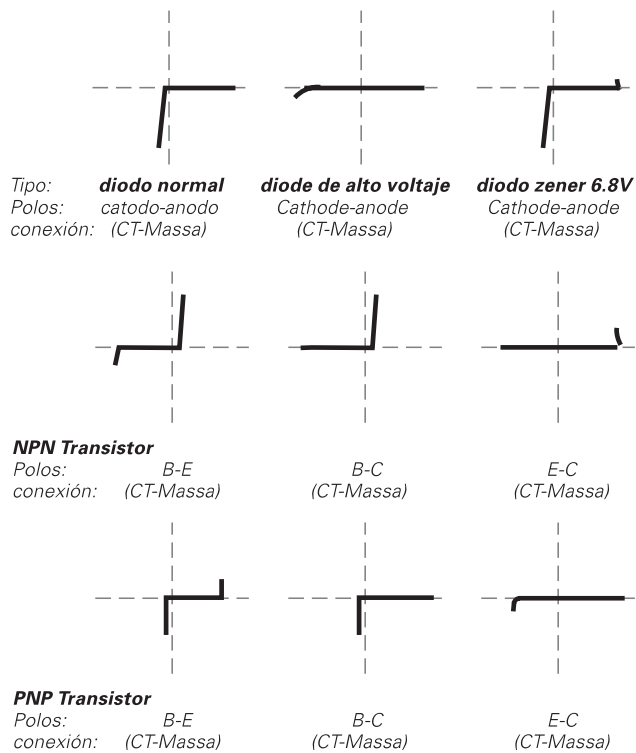 Tipo: diodo normal diode de alto voltaje diodo zener 6.8V
Polos: catodo-anodo Cathode-anode Cathode-anode
conexión: (CT-Massa) (CT-Massa) (CT-Massa)
NPN Transistor
Polos: B-E B-C E-C
conexión: (CT-Massa) (CT-Massa) (CT-Massa)
PNP Transistor
Polos: B-E B-C E-C
conexión: (CT-Massa) (CT-Massa) (CT-Massa)